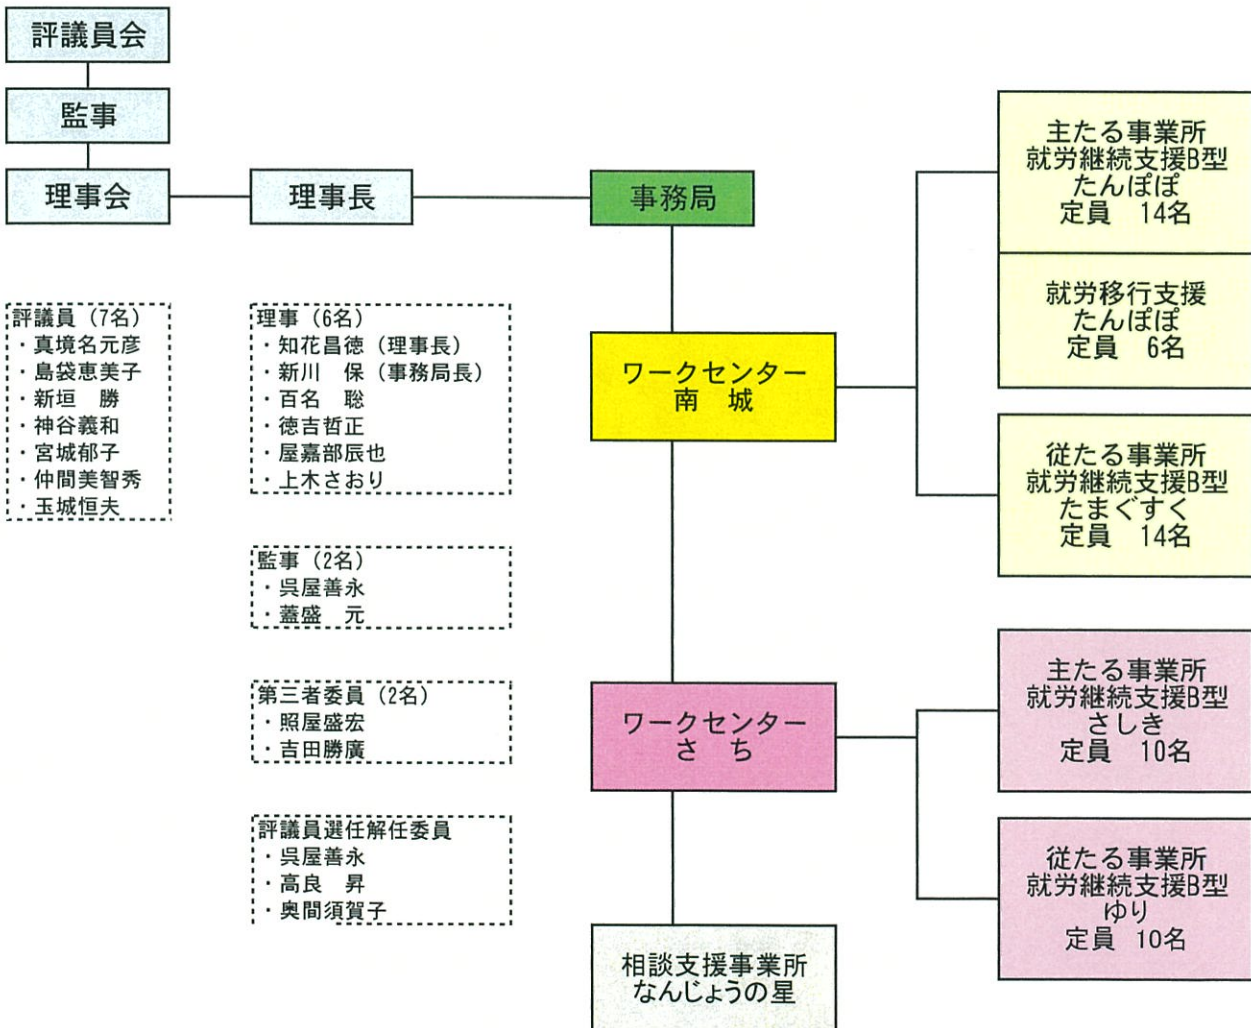 評議員会
監事
理事会
理事長
事務局
評議員（7名）
・真境名元彦
・島袋恵美子
・新垣　勝
・神谷義和
・宮城郁子
・仲間美智秀
・玉城恒夫
理事（6名）
・知花昌徳（理事長）
・新川　保（事務局長）
・百名　聡
・徳吉哲正
・屋嘉部辰也
・上木さおり
監事（2名）
・呉屋善永
・蓋盛　元
第三者委員（2名）
・照屋盛宏
・吉田勝廣
評議員選任解任委員
・呉屋善永
・高良　昇
・奥間須賀子
ワークセンター
南　城
ワークセンター
さ　ち
相談支援事業所
なんじょうの星
主たる事業所
就労継続支援B型
たんぽぽ
定員　14名
就労移行支援
たんぽぽ
定員　6名
従たる事業所
就労継続支援B型
たまぐすく
定員　14名
主たる事業所
就労継続支援B型
さしき
定員　10名
従たる事業所
就労継続支援B型
ゆり
定員　10名